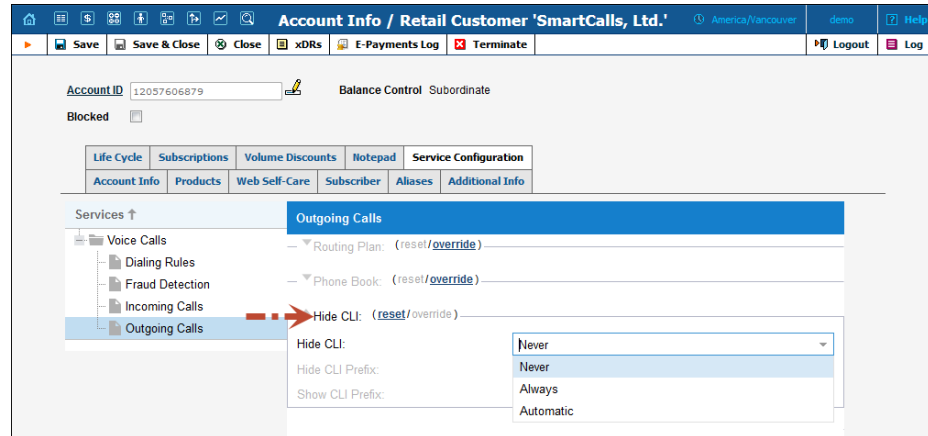 Account Info / Retail Customer 'SmartCalls, Ltd.' America/Vancouver demo Help
Save Save & Close Close xDRs E-Payments Log Terminate Logout Log
Account ID 12057606879 Balance Control Subordinate
Blocked
Life Cycle Subscriptions Volume Discounts Notepad Service Configuration
Account Info Products Web Self-Care Subscriber Aliases Additional Info
Services
Voice Calls
Dialing Rules
Fraud Detection
Incoming Calls
Outgoing Calls
Outgoing Calls
Routing Plan: (reset/override)
Phone Book: (reset/override)
Hide CLI: (reset/override)
Hide CLI: Never
Hide CLI Prefix:
Show CLI Prefix:
Never
Always
Automatic